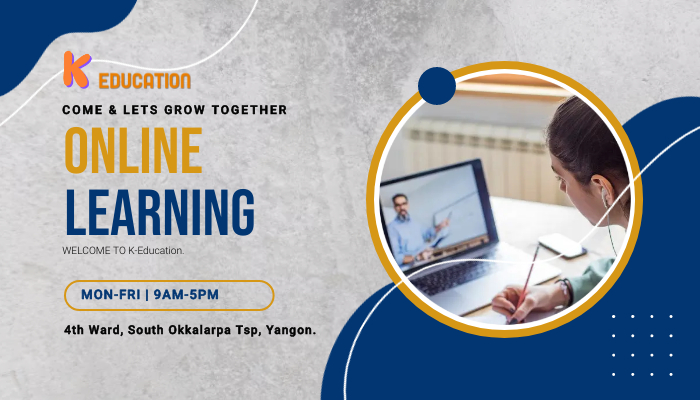 K EDUCATION
COME & LETS GROW TOGETHER
ONLINE
LEARNING
WELCOME TO K-Education.
MON-FRI | 9AM-5PM
4th Ward, South Okkalarpa Tsp, Yangon.